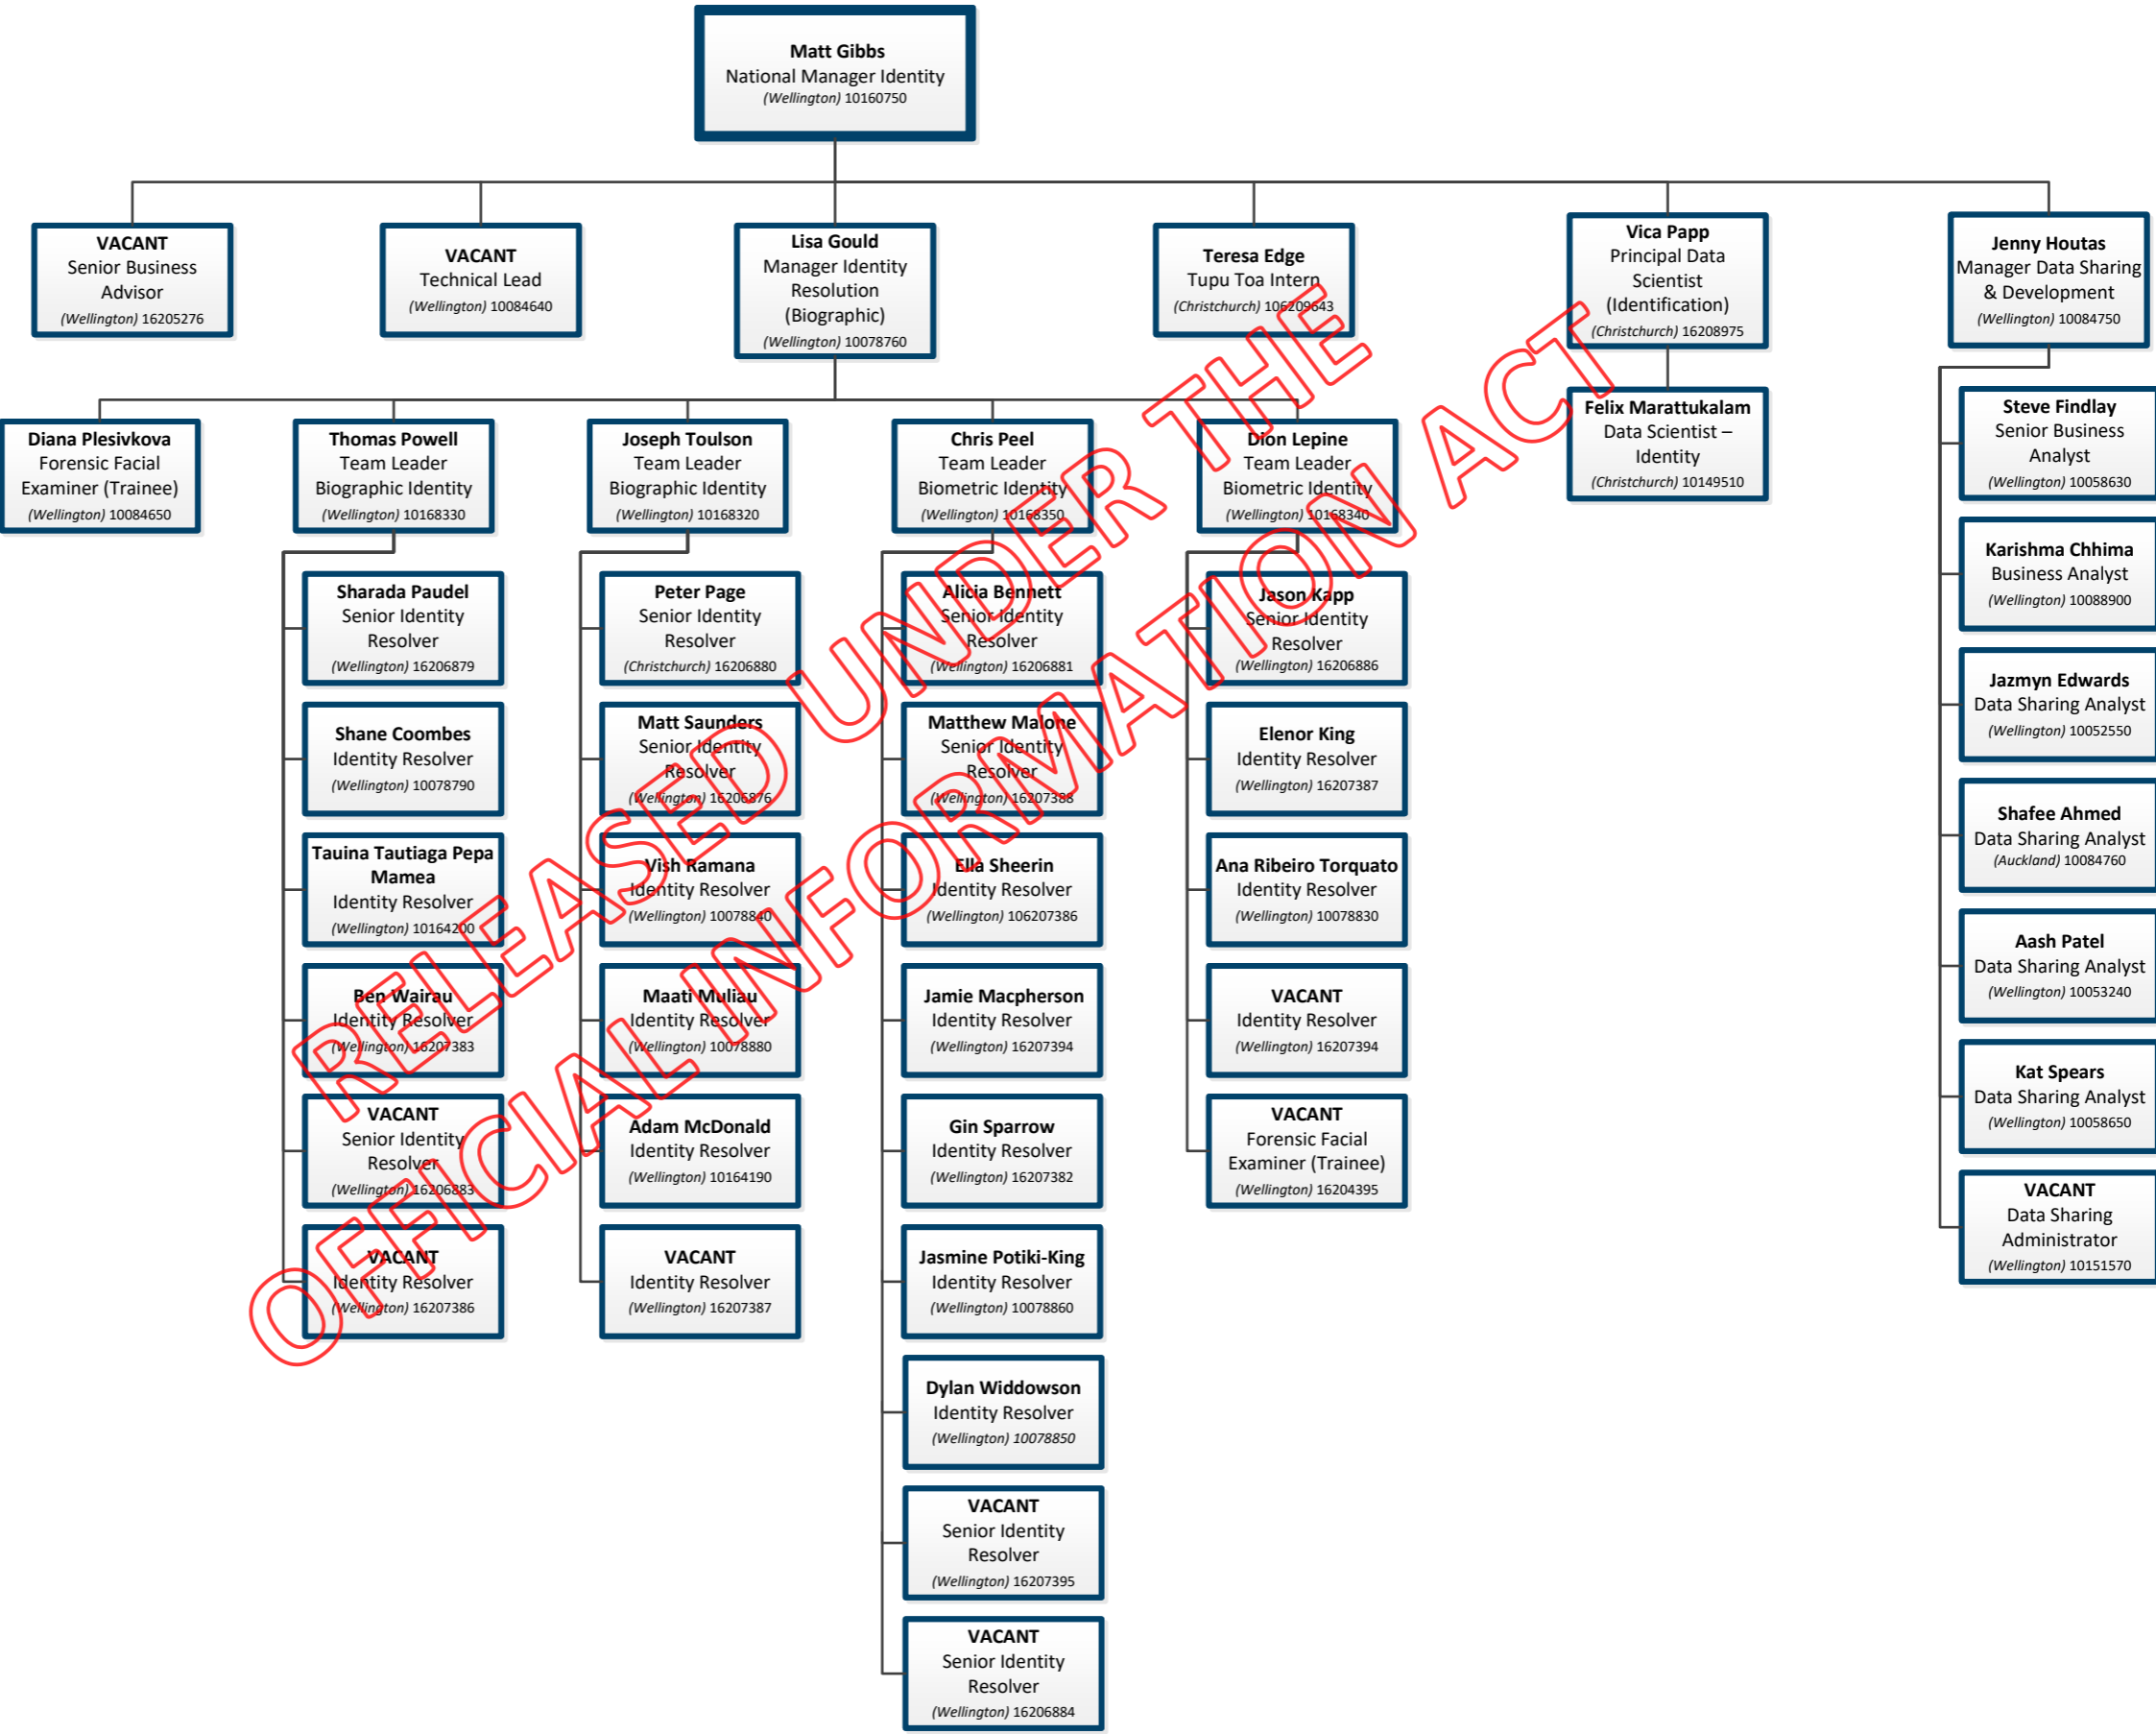 Matt Gibbs
National Manager Identity
(Wellington) 10160750
VACANT
Senior Business
Advisor
(Wellington) 16205276
VACANT
Technical Lead
(Wellington) 10084640
Lisa Gould
Manager Identity
Resolution
(Biographic)
(Wellington) 10078760
Teresa Edge
Tupu Toa Intern
(Christchurch) 106209643
Vica Papp
Principal Data
Scientist
(Identification)
(Christchurch) 16208975
Jenny Houtas
Manager Data Sharing
& Development
(Wellington) 10084750
Diana Plesivkova
Forensic Facial
Examiner (Trainee)
(Wellington) 10084650
Thomas Powell
Team Leader
Biographic Identity
(Wellington) 10168330
Sharada Paudel
Senior Identity
Resolver
(Wellington) 16206879
Shane Coombes
Identity Resolver
(Wellington) 10078790
Tauina Tautiaga Pepa
Mamea
Identity Resolver
(Wellington) 10164200
Ben Wairau
Identity Resolver
(Wellington) 16207383
VACANT
Senior Identity
Resolver
(Wellington) 16206883
VACANT
Identity Resolver
(Wellington) 16207386
Joseph Toulson
Team Leader
Biographic Identity
(Wellington) 10168320
Peter Page
Senior Identity
Resolver
(Christchurch) 16206880
Matt Saunders
Senior Identity
Resolver
(Wellington) 16206876
Vish Ramana
Identity Resolver
(Wellington) 10078840
Maati Muliau
Identity Resolver
(Wellington) 10078880
Adam McDonald
Identity Resolver
(Wellington) 10164190
VACANT
Identity Resolver
(Wellington) 16207387
Chris Peel
Team Leader
Biometric Identity
(Wellington) 10168350
Alicia Bennett
Senior Identity
Resolver
(Wellington) 16206881
Matthew Malone
Senior Identity
Resolver
(Wellington) 16207388
Ella Sheerin
Identity Resolver
(Wellington) 106207386
Jamie Macpherson
Identity Resolver
(Wellington) 16207394
Gin Sparrow
Identity Resolver
(Wellington) 16207382
Jasmine Potiki-King
Identity Resolver
(Wellington) 10078860
Dylan Widdowson
Identity Resolver
(Wellington) 10078850
VACANT
Senior Identity
Resolver
(Wellington) 16207395
VACANT
Senior Identity
Resolver
(Wellington) 16206884
Dion Lepine
Team Leader
Biometric Identity
(Wellington) 10168340
Jason Kapp
Senior Identity
Resolver
(Wellington) 16206886
Elenor King
Identity Resolver
(Wellington) 16207387
Ana Ribeiro Torquato
Identity Resolver
(Wellington) 10078830
VACANT
Identity Resolver
(Wellington) 16207394
VACANT
Forensic Facial
Examiner (Trainee)
(Wellington) 16204395
Felix Marattukalam
Data Scientist –
Identity
(Christchurch) 10149510
Steve Findlay
Senior Business
Analyst
(Wellington) 10058630
Karishma Chhima
Business Analyst
(Wellington) 10088900
Jazmyn Edwards
Data Sharing Analyst
(Wellington) 10052550
Shafee Ahmed
Data Sharing Analyst
(Auckland) 10084760
Aash Patel
Data Sharing Analyst
(Wellington) 10053240
Kat Spears
Data Sharing Analyst
(Wellington) 10058650
VACANT
Data Sharing
Administrator
(Wellington) 10151570
RELEASED UNDER THE
OFFICIAL INFORMATION ACT